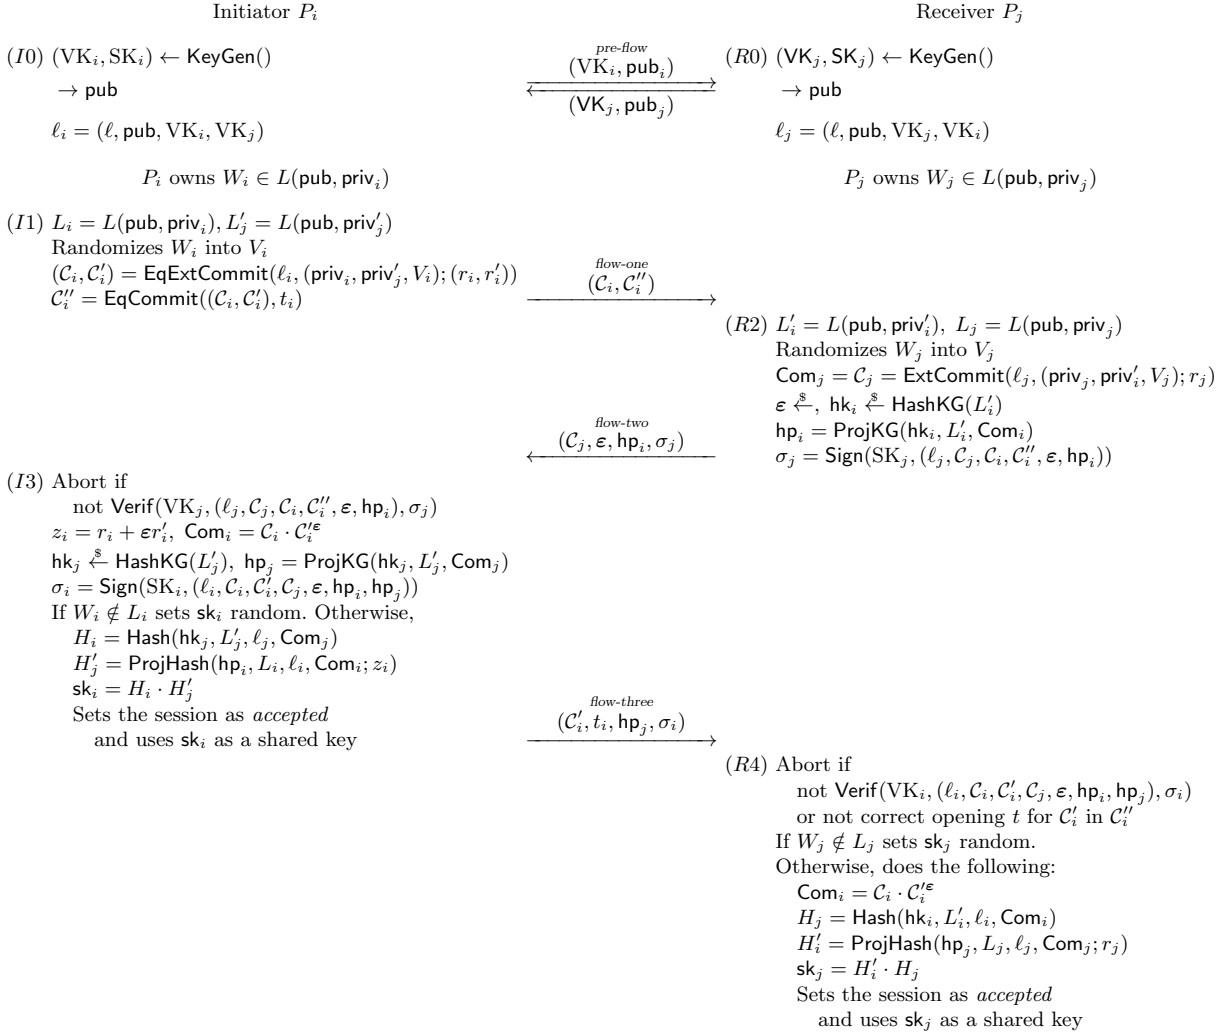 Initiator P_i
Receiver P_j
(I0) (VK_i, SK_i) ← KeyGen()
→ pub
ℓ_i = (ℓ, pub, VK_i, VK_j)
pre-flow
(VK_i, pub_i)
(VK_j, pub_j)
(R0) (VK_j, SK_j) ← KeyGen()
→ pub
ℓ_j = (ℓ, pub, VK_j, VK_i)
P_i owns W_i ∈ L(pub, priv_i)
P_j owns W_j ∈ L(pub, priv_j)
(I1) L_i = L(pub, priv_i), L'_j = L(pub, priv'_j)
Randomizes W_i into V_i
(C_i, C'_i) = EqExtCommit(ℓ_i, (priv_i, priv'_j, V_i); (r_i, r'_i))
C''_i = EqCommit((C_i, C'_i), t_i)
flow-one
(C_i, C''_i)
(R2) L'_i = L(pub, priv'_i), L_j = L(pub, priv_j)
Randomizes W_j into V_j
Com_j = C_j = ExtCommit(ℓ_j, (priv_j, priv'_i, V_j); r_j)
ε $←, hk_i $← HashKG(L'_i)
hp_i = ProjKG(hk_i, L'_i, Com_i)
σ_j = Sign(SK_j, (ℓ_j, C_j, C_i, C''_i, ε, hp_i))
flow-two
(C_j, ε, hp_i, σ_j)
(I3) Abort if
not Verif(VK_j, (ℓ_j, C_j, C_i, C''_i, ε, hp_i), σ_j)
z_i = r_i + εr'_i, Com_i = C_i · C'_i^ε
hk_j $← HashKG(L'_j), hp_j = ProjKG(hk_j, L'_j, Com_j)
σ_i = Sign(SK_i, (ℓ_i, C_i, C'_i, C_j, ε, hp_i, hp_j))
If W_i ∉ L_i sets sk_i random. Otherwise,
H_i = Hash(hk_j, L'_j, ℓ_j, Com_j)
H'_j = ProjHash(hp_i, L_i, ℓ_i, Com_i; z_i)
sk_i = H_i · H'_j
Sets the session as accepted
and uses sk_i as a shared key
flow-three
(C'_i, t_i, hp_j, σ_i)
(R4) Abort if
not Verif(VK_i, (ℓ_i, C_i, C'_i, C_j, ε, hp_i, hp_j), σ_i)
or not correct opening t for C'_i in C''_i
If W_j ∉ L_j sets sk_j random.
Otherwise, does the following:
Com_i = C_i · C'_i^ε
H_j = Hash(hk_i, L'_i, ℓ_i, Com_i)
H'_i = ProjHash(hp_j, L_j, ℓ_j, Com_j; r_j)
sk_j = H'_i · H_j
Sets the session as accepted
and uses sk_j as a shared key